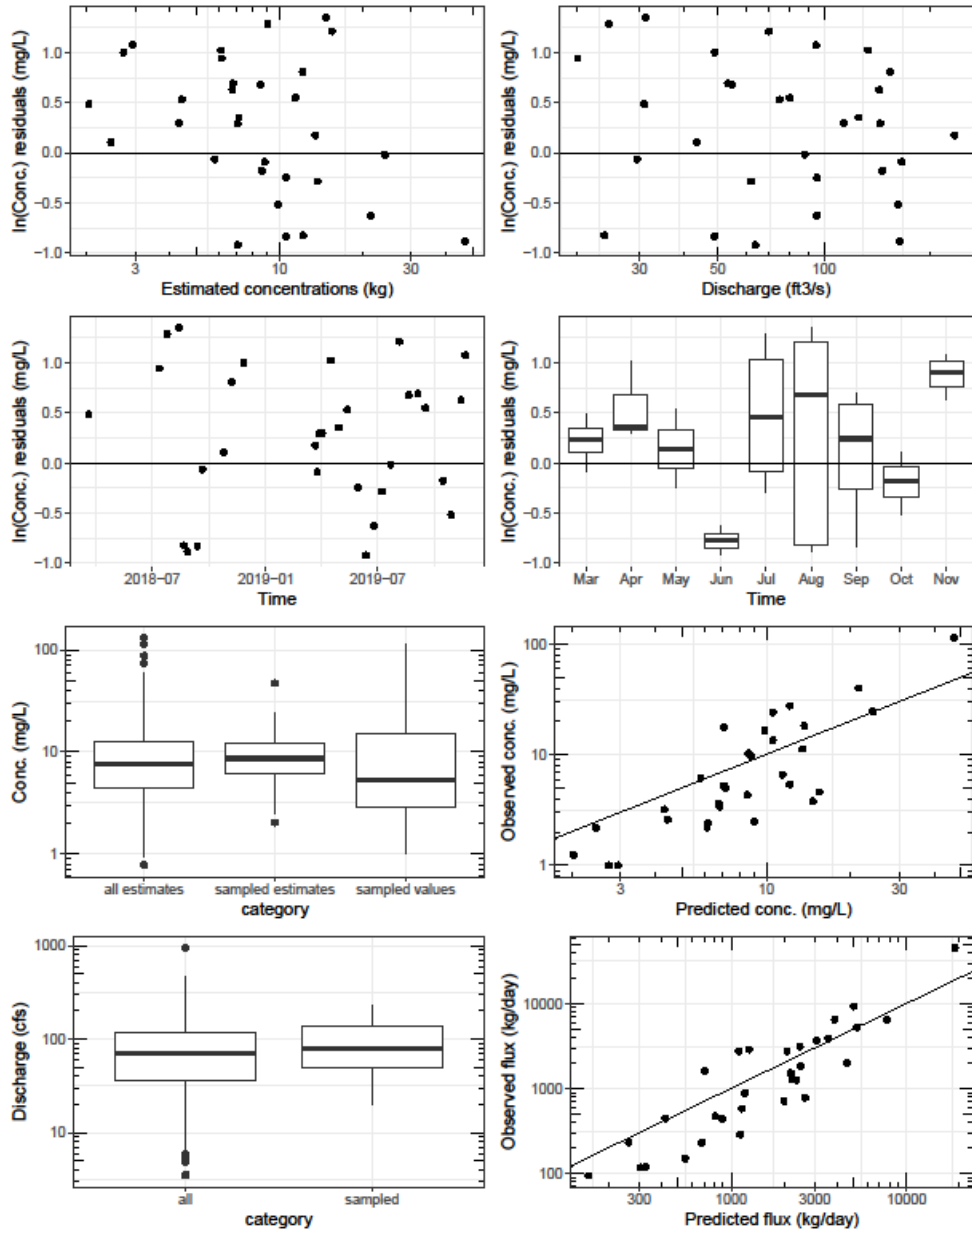 ln(Conc.) residuals (mg/L)
1.0
0.5
0.0
−0.5
−1.0
3
10
30
Estimated concentrations (kg)
ln(Conc.) residuals (mg/L)
1.0
0.5
0.0
−0.5
−1.0
30
50
100
Discharge (ft3/s)
ln(Conc.) residuals (mg/L)
1.0
0.5
0.0
−0.5
−1.0
2018−07
2019−01
2019−07
Time
ln(Conc.) residuals (mg/L)
1.0
0.5
0.0
−0.5
−1.0
Mar Apr May Jun Jul Aug Sep Oct Nov
Time
Conc. (mg/L)
100
10
1
all estimates
sampled estimates
sampled values
category
Observed conc. (mg/L)
100
10
1
3
10
30
Predicted conc. (mg/L)
Discharge (cfs)
1000
100
10
all
sampled
category
Observed flux (kg/day)
10000
1000
100
300
1000
3000
10000
Predicted flux (kg/day)